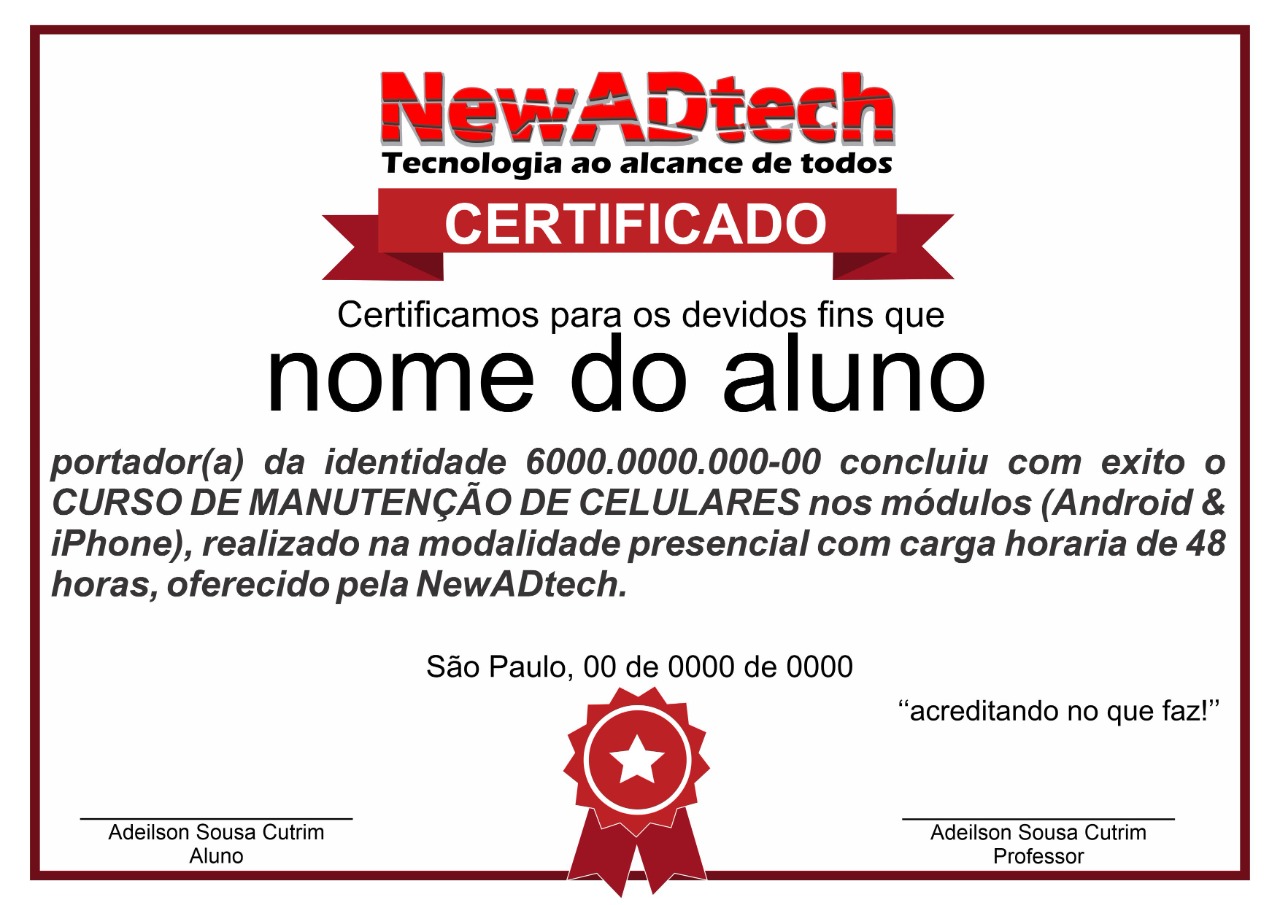 NewADtech
Tecnologia ao alcance de todos
CERTIFICADO
Certificamos para os devidos fins que
nome do aluno
portador(a) da identidade 6000.0000.000-00 concluiu com exito o
CURSO DE MANUTENÇÃO DE CELULARES nos módulos (Android &
iPhone), realizado na modalidade presencial com carga horaria de 48
horas, oferecido pela NewADtech.
São Paulo, 00 de 0000 de 0000
‘‘acreditando no que faz!’’
Adeilson Sousa Cutrim
Aluno
Adeilson Sousa Cutrim
Professor